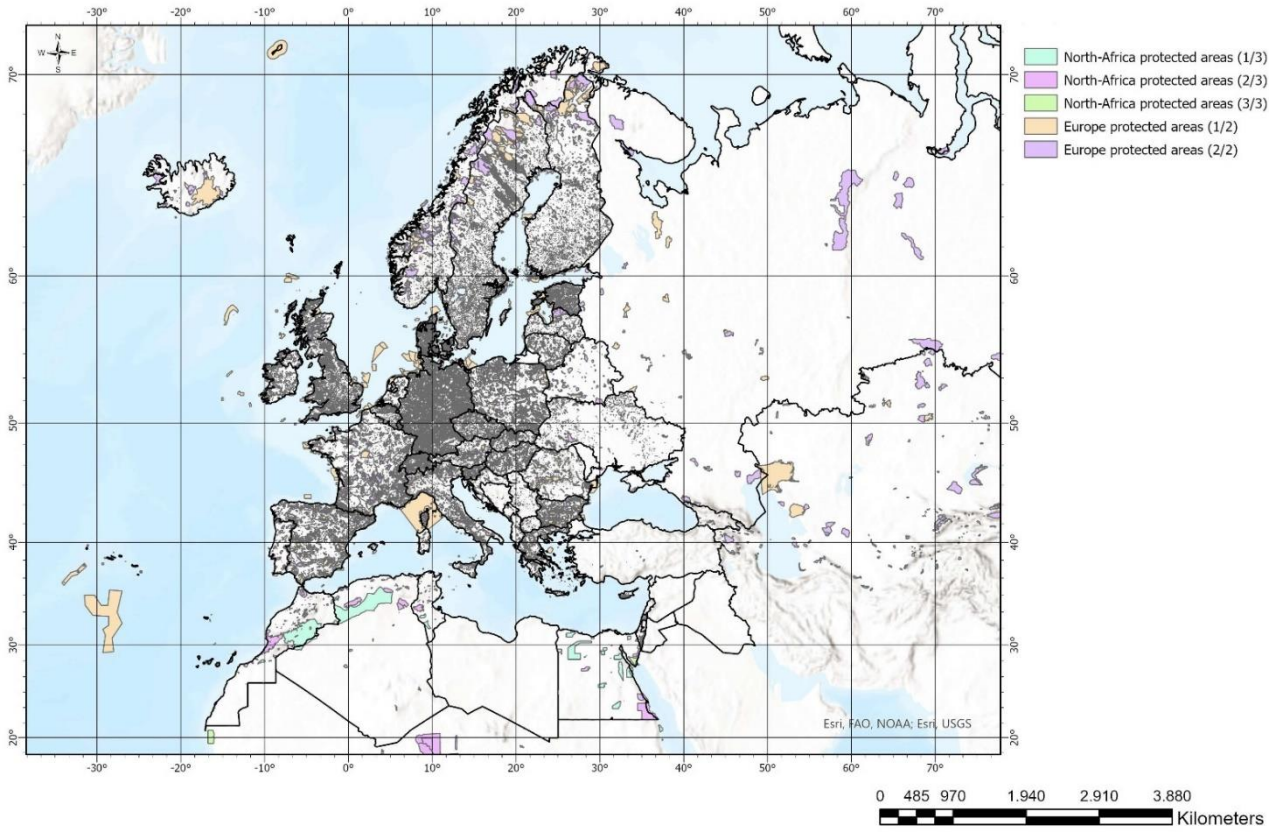 -30° -20° -10° 0° 10° 20° 30° 40° 50° 60° 70°
N
W E
S
North-Africa protected areas (1/3)
North-Africa protected areas (2/3)
North-Africa protected areas (3/3)
Europe protected areas (1/2)
Europe protected areas (2/2)
70° 70°
60° 60°
50° 50°
40° 40°
30° 30°
Esri, FAO, NOAA; Esri, USGS
20° 20°
-30° -20° -10° 0° 10° 20° 30° 40° 50° 60° 70°
0 485 970 1.940 2.910 3.880
Kilometers